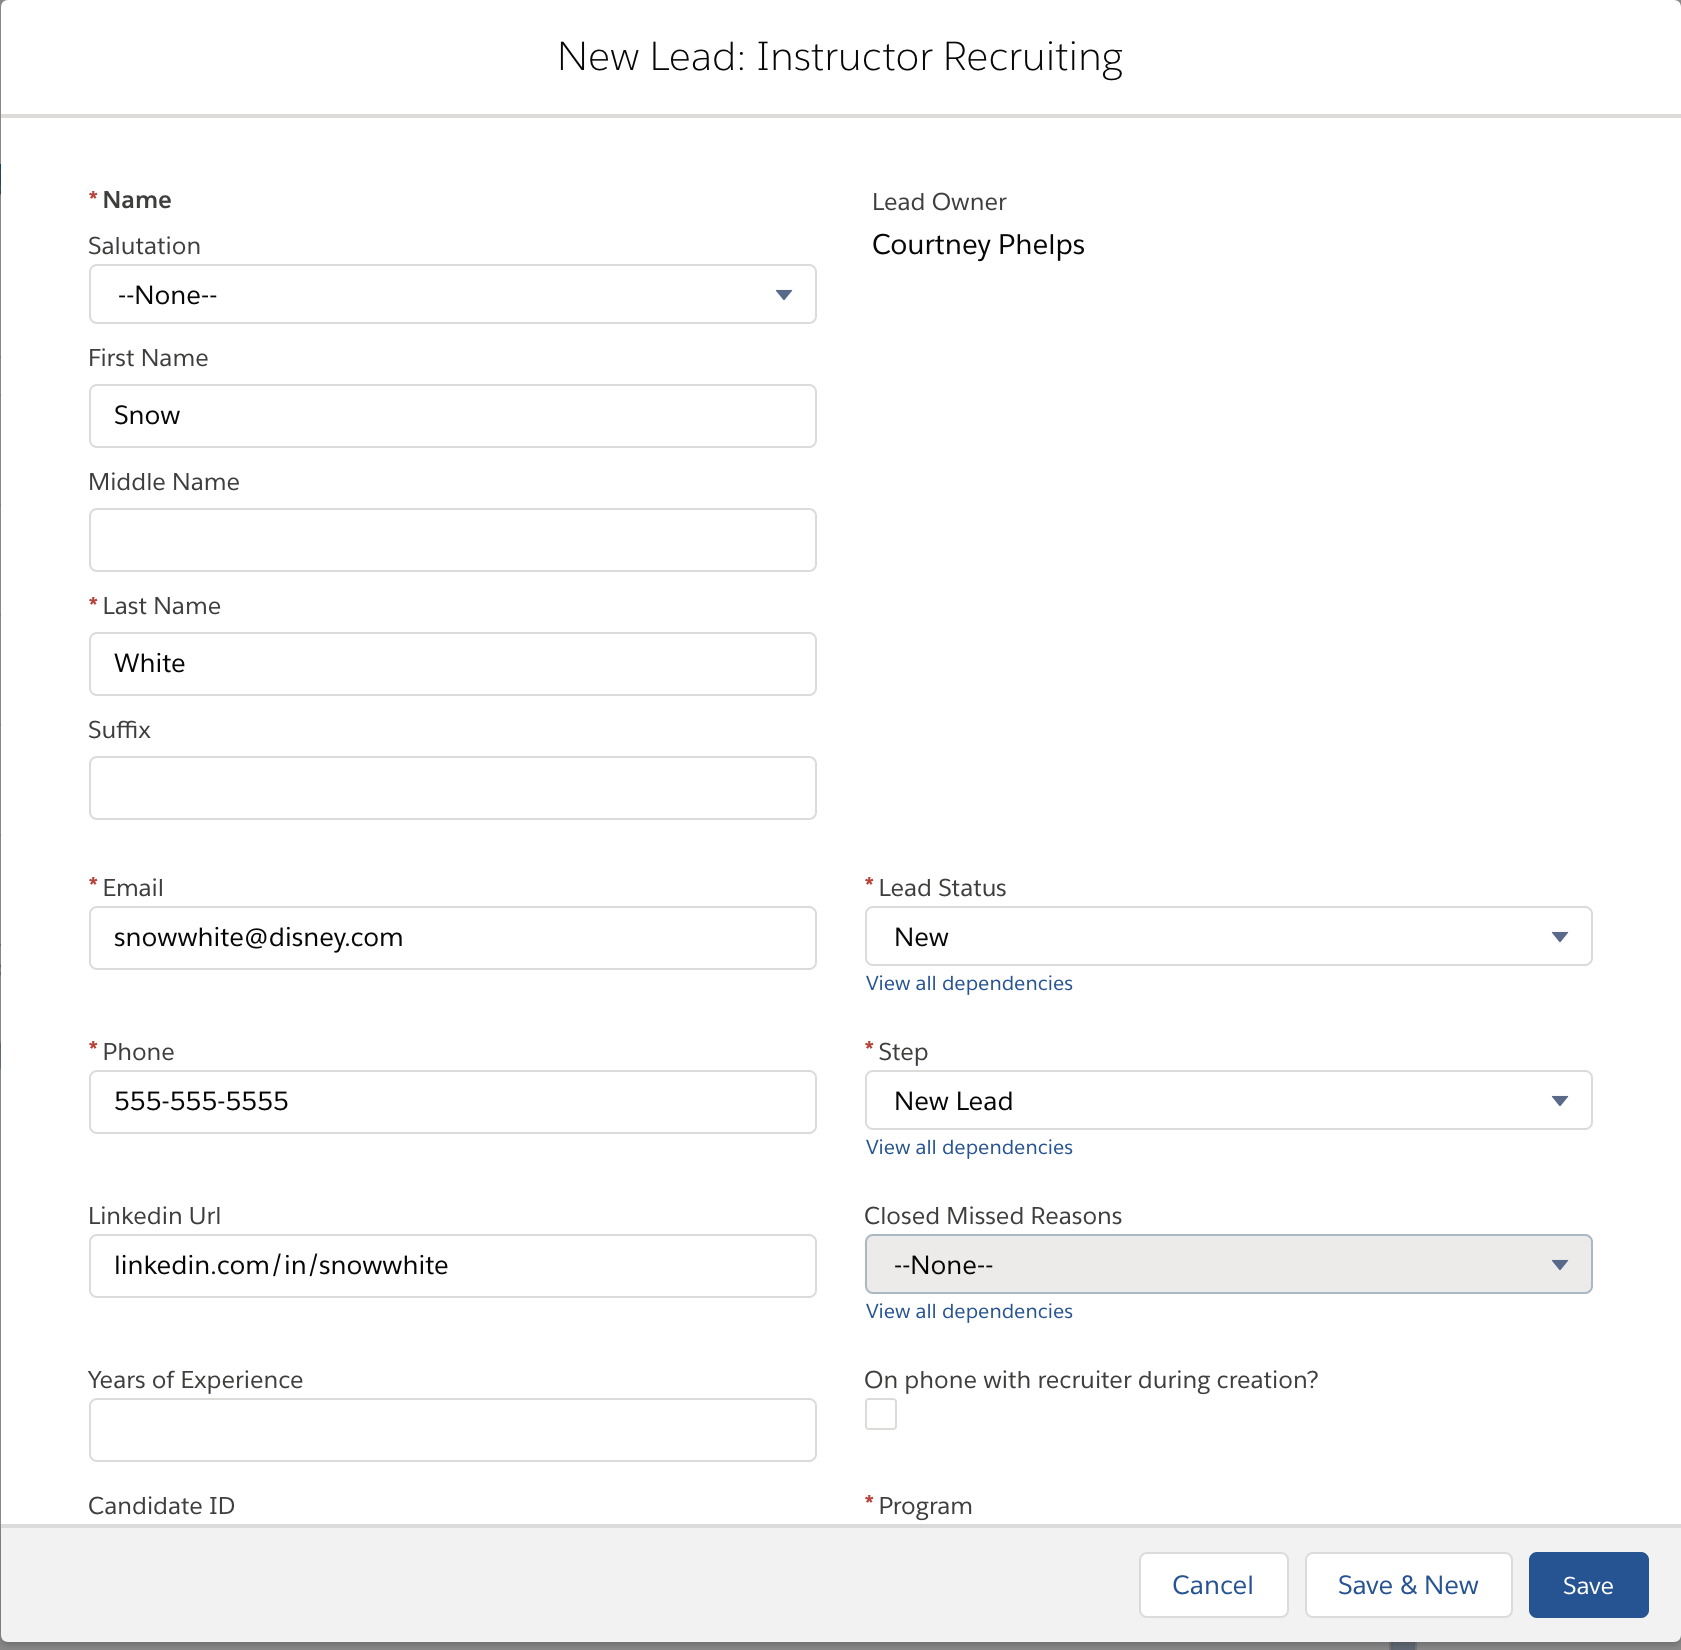 New Lead: Instructor Recruiting
* Name
Salutation
--None--
First Name
Snow
Middle Name
* Last Name
White
Suffix
Lead Owner
Courtney Phelps
* Email
snowwhite@disney.com
* Lead Status
New
View all dependencies
* Phone
555-555-5555
* Step
New Lead
View all dependencies
Linkedin Url
linkedin.com/in/snowwhite
Closed Missed Reasons
--None--
View all dependencies
Years of Experience
On phone with recruiter during creation?
Candidate ID
* Program
Cancel
Save & New
Save